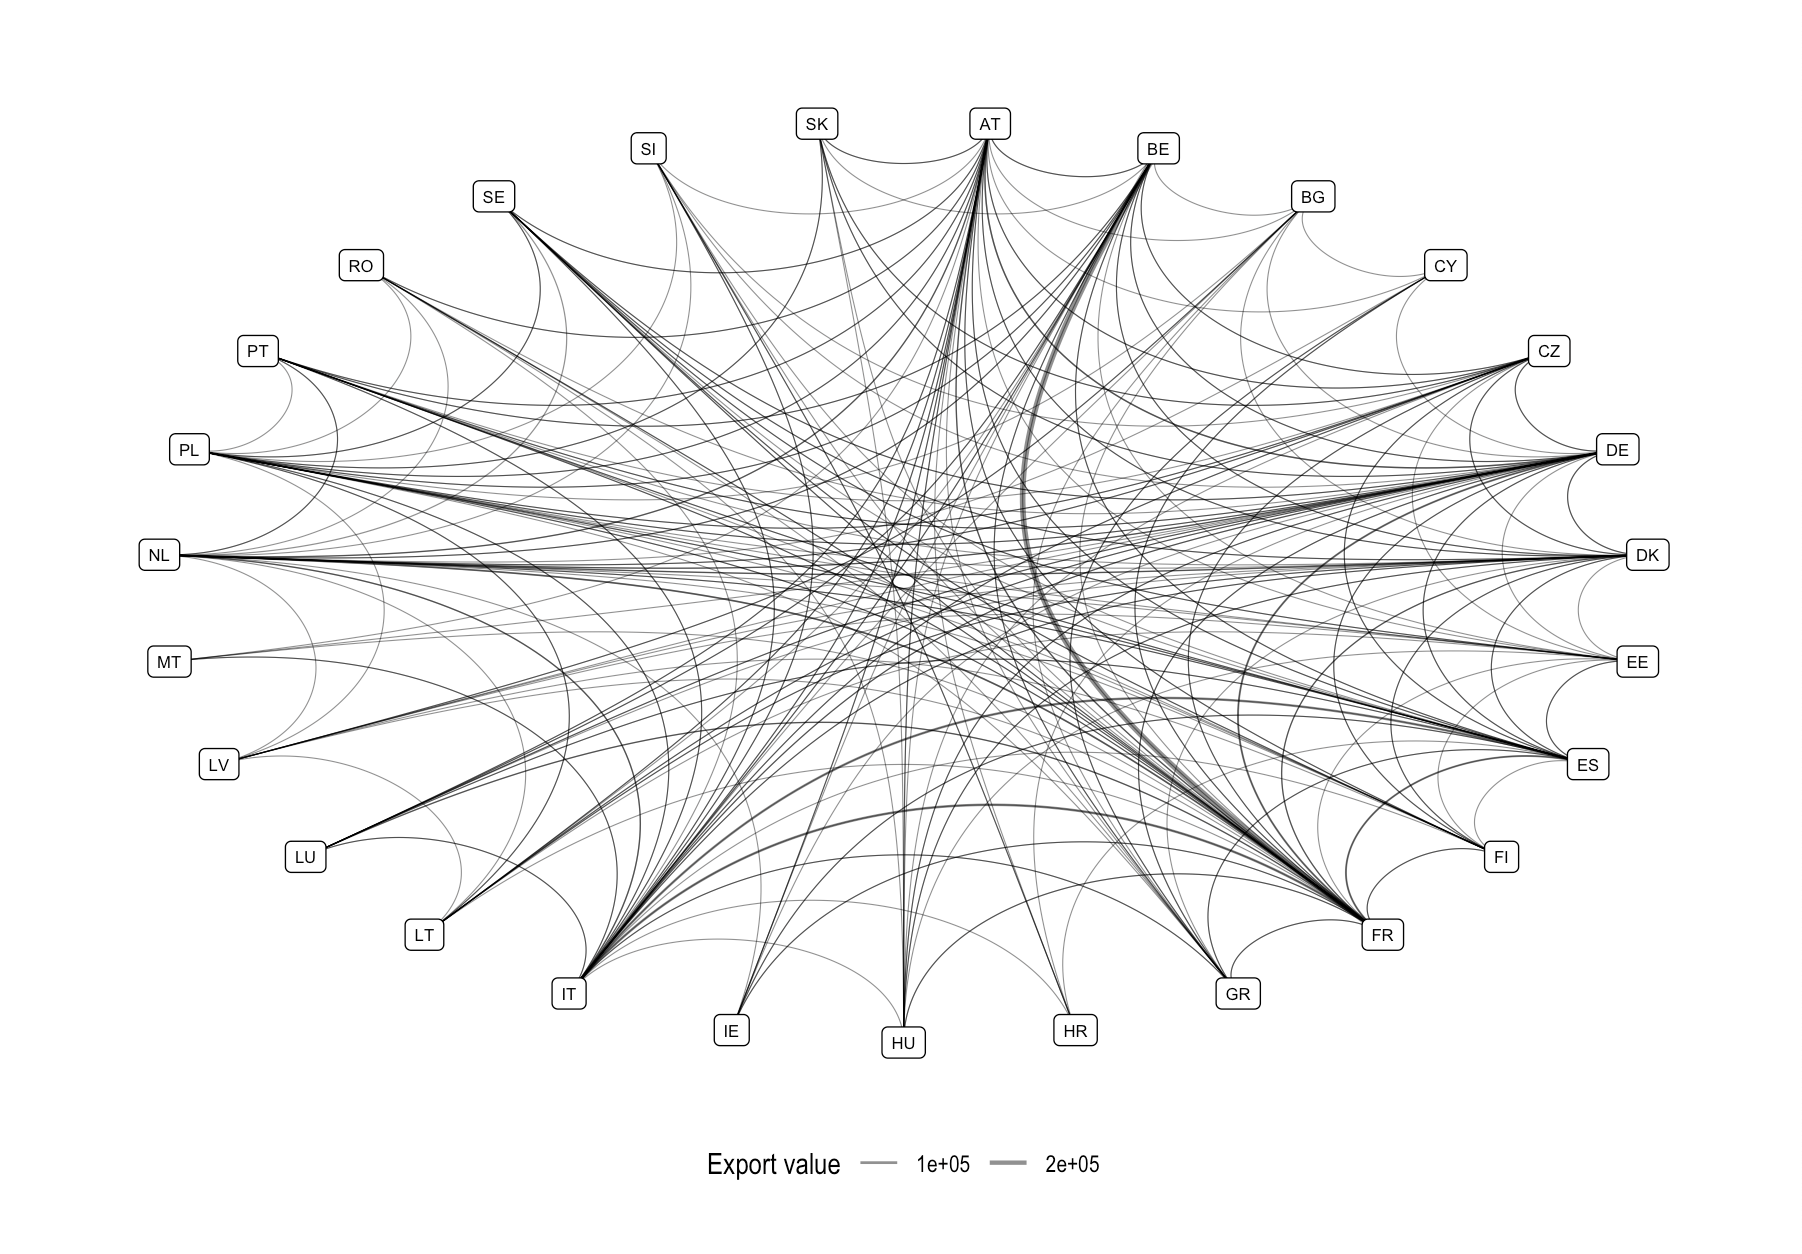 SK
AT
SI
BE
SE
BG
RO
CY
PT
CZ
PL
DE
NL
DK
MT
EE
LV
ES
LU
FI
LT
FR
IT
GR
IE
HR
HU
Export value 1e+05 2e+05